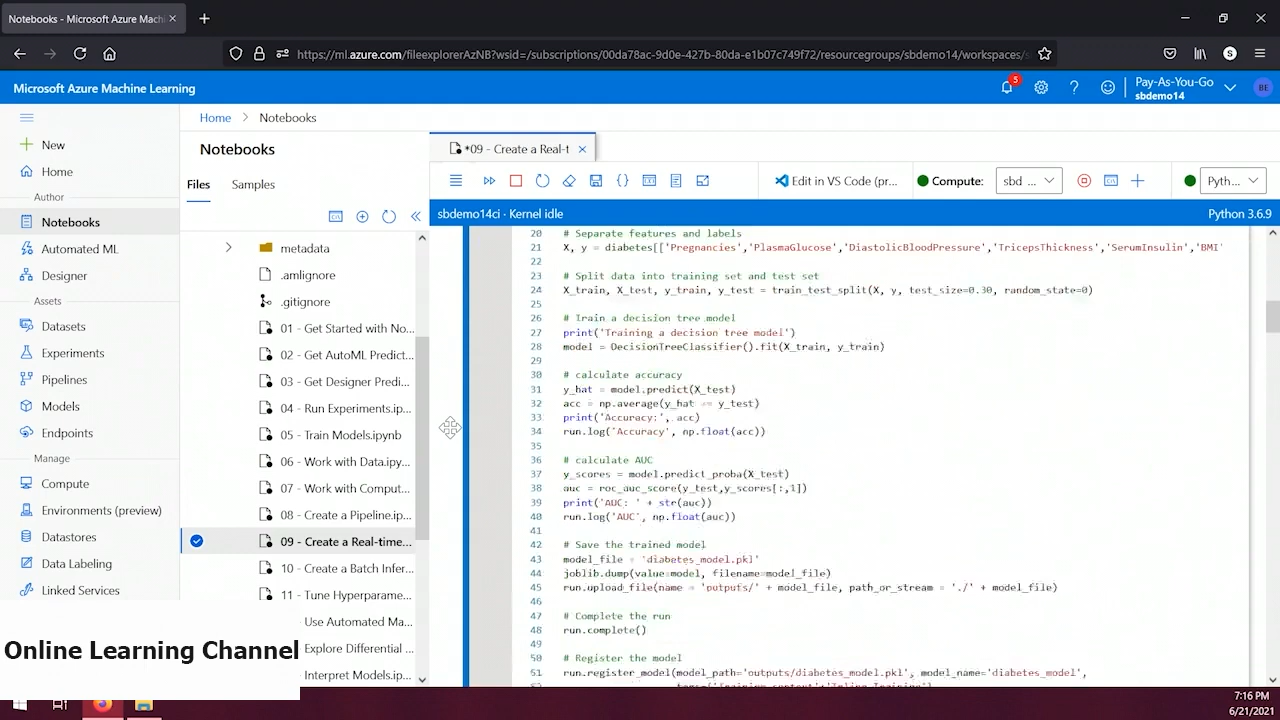 Notebooks - Microsoft Azure Machi
https://ml.azure.com/fileexplorerAzNB?wsid=/subscriptions/00da78ac-9d0e-427b-80da-e1b07c749f72/resourcegroups/sbdemo14/workspaces/s
S
Microsoft Azure Machine Learning
5
Pay-As-You-Go
sbdemo14
BE
New
Home
Author
Notebooks
Automated ML
Designer
Assets
Datasets
Experiments
Pipelines
Models
Endpoints
Manage
Compute
Environments (preview)
Datastores
Data Labeling
Linked Services
Home > Notebooks
Notebooks
Files Samples
metadata
.amlignore
.gitignore
01 - Get Started with No...
02 - Get AutoML Predict...
03 - Get Designer Predi...
04 - Run Experiments.ip...
05 - Train Models.ipynb
06 - Work with Data.ipy...
07 - Work with Comput...
08 - Create a Pipeline.ip...
09 - Create a Real-time...
10 - Create a Batch Infer...
11 - Tune Hyperparame...
Use Automated Ma...
Explore Differential ...
Interpret Models.ip...
*09 - Create a Real-t
Edit in VS Code (pr...
Compute:
sbd ...
Pyth...
sbdemo14ci · Kernel idle
Python 3.6.9
20 # Separate features and labels
21 X, y = diabetes[['Pregnancies','PlasmaGlucose','DiastolicBloodPressure','TricepsThickness','SerumInsulin','BMI'
22
23 # Split data into training set and test set
24 X_train, X_test, y_train, y_test = train_test_split(X, y, test_size=0.30, random_state=0)
25
26 # Train a decision tree model
27 print('Training a decision tree model')
28 model = DecisionTreeClassifier().fit(X_train, y_train)
29
30 # calculate accuracy
31 y_hat = model.predict(X_test)
32 acc = np.average(y_hat == y_test)
33 print('Accuracy:', acc)
34 run.log('Accuracy', np.float(acc))
35
36 # calculate AUC
37 y_scores = model.predict_proba(X_test)
38 auc = roc_auc_score(y_test,y_scores[:,1])
39 print('AUC: ' + str(auc))
40 run.log('AUC', np.float(auc))
41
42 # Save the trained model
43 model_file = 'diabetes_model.pkl'
44 joblib.dump(value=model, filename=model_file)
45 run.upload_file(name = 'outputs/' + model_file, path_or_stream = './' + model_file)
46
47 # Complete the run
48 run.complete()
49
50 # Register the model
51 run.register_model(model_path='outputs/diabetes_model.pkl', model_name='diabetes_model',
Online Learning Channel
7:16 PM
6/21/2021